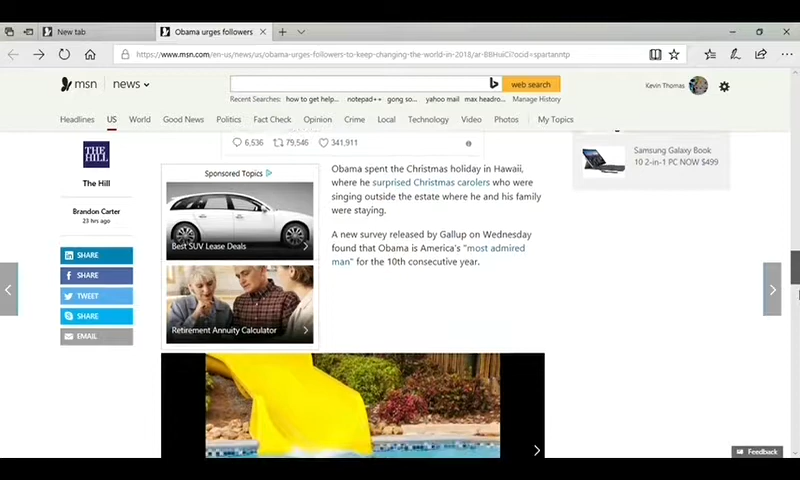 New tab
Obama urges followers
https://www.msn.com/en-us/news/us/obama-urges-followers-to-keep-changing-the-world-in-2018/ar-BBHuiCi?ocid=spartanntp
msn news
web search
Kevin Thomas
Recent Searches: how to get help... notepad++ gong so... yahoo mail max headro... Manage History
Headlines US World Good News Politics Fact Check Opinion Crime Local Technology Video Photos My Topics
6,536 79,546 341,911
THE HILL
The Hill
Brandon Carter
23 hrs ago
SHARE
SHARE
TWEET
SHARE
EMAIL
Sponsored Topics
Best SUV Lease Deals
Retirement Annuity Calculator
Obama spent the Christmas holiday in Hawaii,
where he surprised Christmas carolers who were
singing outside the estate where he and his family
were staying.
A new survey released by Gallup on Wednesday
found that Obama is America's "most admired
man" for the 10th consecutive year.
Samsung Galaxy Book
10 2-in-1 PC NOW $499
Feedback